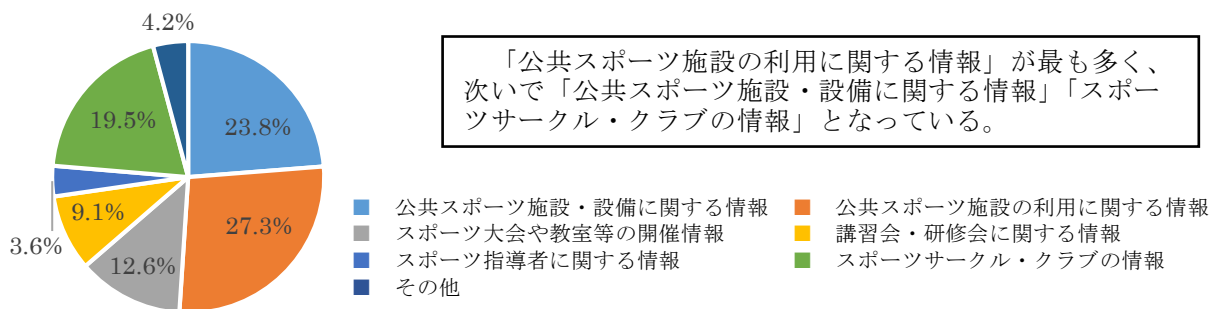 4.2%
「公共スポーツ施設の利用に関する情報」が最も多く、
次いで「公共スポーツ施設・設備に関する情報」「スポー
ツサークル・クラブの情報」となっている。
19.5%
23.8%
9.1%
27.3%
3.6%
12.6%
公共スポーツ施設・設備に関する情報
公共スポーツ施設の利用に関する情報
スポーツ大会や教室等の開催情報
講習会・研修会に関する情報
スポーツ指導者に関する情報
スポーツサークル・クラブの情報
その他